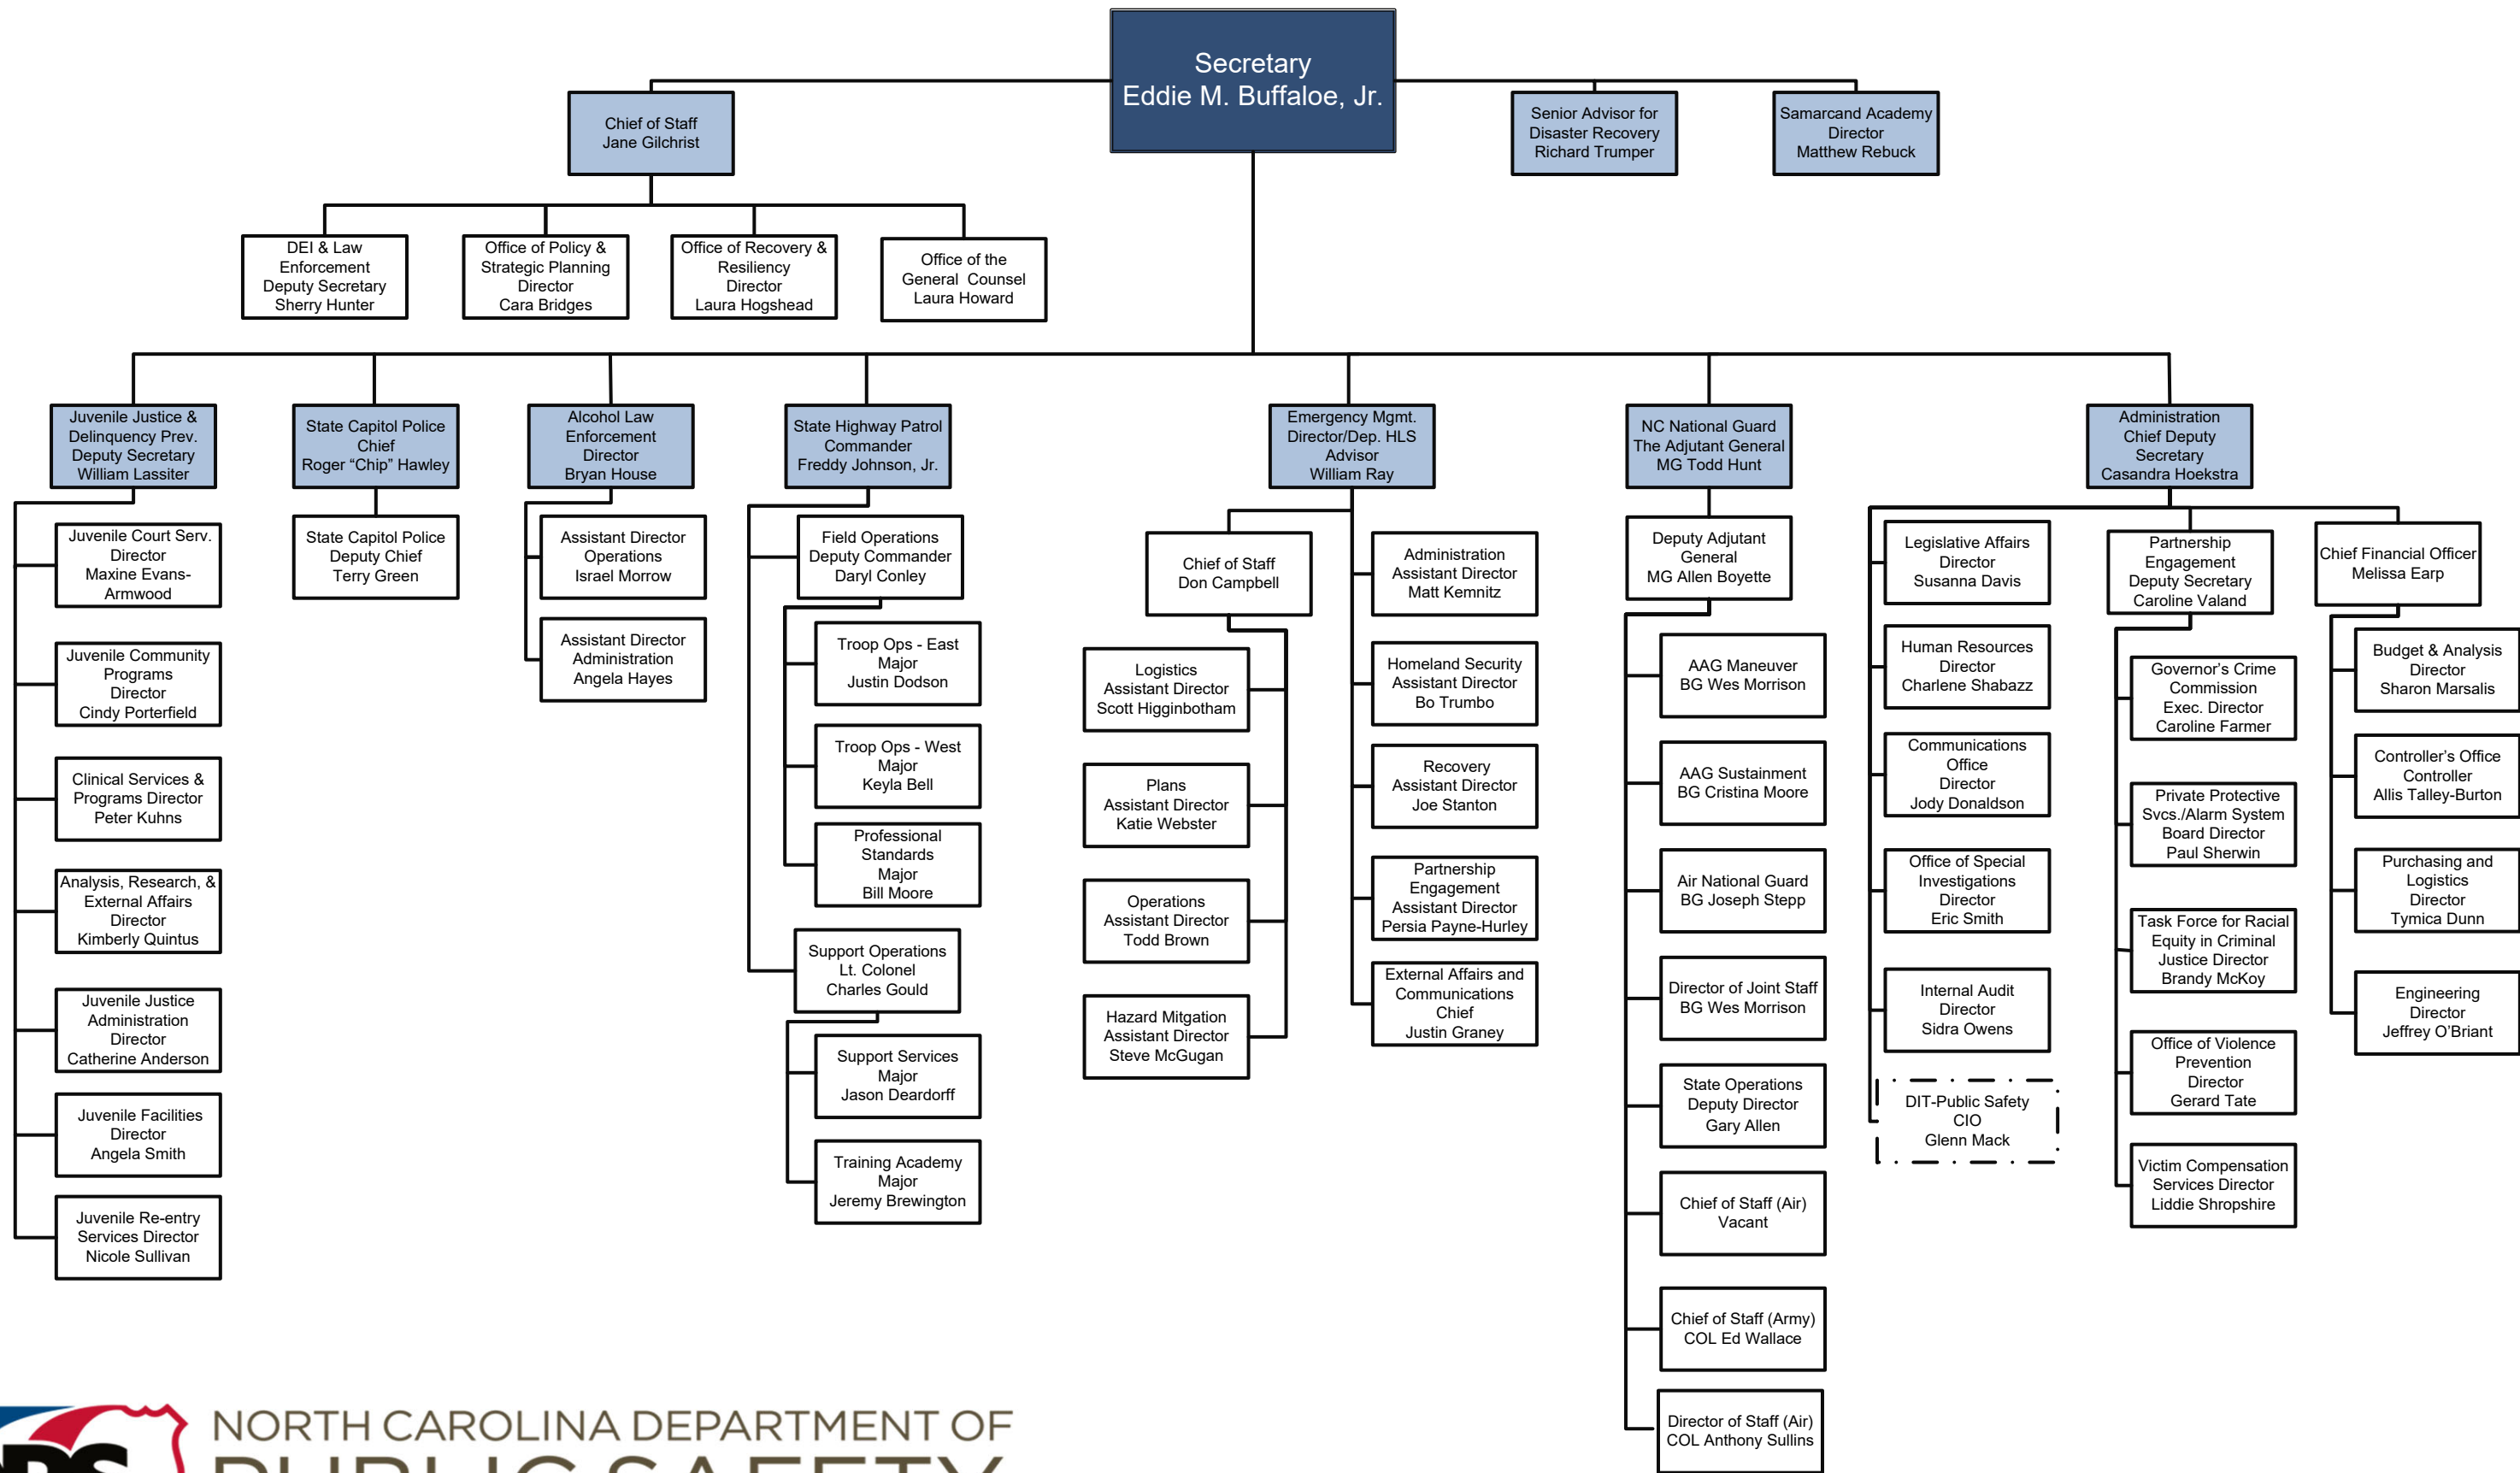 Secretary
Eddie M. Buffaloe, Jr.
Chief of Staff
Jane Gilchrist
Senior Advisor for
Disaster Recovery
Richard Trumper
Samarcand Academy
Director
Matthew Rebuck
DEI & Law
Enforcement
Deputy Secretary
Sherry Hunter
Office of Policy &
Strategic Planning
Director
Cara Bridges
Office of Recovery &
Resiliency
Director
Laura Hogshead
Office of the
General Counsel
Laura Howard
Juvenile Justice &
Delinquency Prev.
Deputy Secretary
William Lassiter
Juvenile Court Serv.
Director
Maxine Evans-
Armwood
Juvenile Community
Programs
Director
Cindy Porterfield
Clinical Services &
Programs Director
Peter Kuhns
Analysis, Research, &
External Affairs
Director
Kimberly Quintus
Juvenile Justice
Administration
Director
Catherine Anderson
Juvenile Facilities
Director
Angela Smith
Juvenile Re-entry
Services Director
Nicole Sullivan
State Capitol Police
Chief
Roger “Chip” Hawley
State Capitol Police
Deputy Chief
Terry Green
Alcohol Law
Enforcement
Director
Bryan House
Assistant Director
Operations
Israel Morrow
Assistant Director
Administration
Angela Hayes
State Highway Patrol
Commander
Freddy Johnson, Jr.
Field Operations
Deputy Commander
Daryl Conley
Troop Ops - East
Major
Justin Dodson
Troop Ops - West
Major
Keyla Bell
Professional
Standards
Major
Bill Moore
Support Operations
Lt. Colonel
Charles Gould
Support Services
Major
Jason Deardorff
Training Academy
Major
Jeremy Brewington
Emergency Mgmt.
Director/Dep. HLS
Advisor
William Ray
Chief of Staff
Don Campbell
Logistics
Assistant Director
Scott Higginbotham
Plans
Assistant Director
Katie Webster
Operations
Assistant Director
Todd Brown
Hazard Mitgation
Assistant Director
Steve McGugan
Administration
Assistant Director
Matt Kemnitz
Homeland Security
Assistant Director
Bo Trumbo
Recovery
Assistant Director
Joe Stanton
Partnership
Engagement
Assistant Director
Persia Payne-Hurley
External Affairs and
Communications
Chief
Justin Graney
NC National Guard
The Adjutant General
MG Todd Hunt
Deputy Adjutant
General
MG Allen Boyette
AAG Maneuver
BG Wes Morrison
AAG Sustainment
BG Cristina Moore
Air National Guard
BG Joseph Stepp
Director of Joint Staff
BG Wes Morrison
State Operations
Deputy Director
Gary Allen
Chief of Staff (Air)
Vacant
Chief of Staff (Army)
COL Ed Wallace
Director of Staff (Air)
COL Anthony Sullins
Administration
Chief Deputy
Secretary
Casandra Hoekstra
Legislative Affairs
Director
Susanna Davis
Human Resources
Director
Charlene Shabazz
Communications
Office
Director
Jody Donaldson
Office of Special
Investigations
Director
Eric Smith
Internal Audit
Director
Sidra Owens
DIT-Public Safety
CIO
Glenn Mack
Partnership
Engagement
Deputy Secretary
Caroline Valand
Governor’s Crime
Commission
Exec. Director
Caroline Farmer
Private Protective
Svcs./Alarm System
Board Director
Paul Sherwin
Task Force for Racial
Equity in Criminal
Justice Director
Brandy McKoy
Office of Violence
Prevention
Director
Gerard Tate
Victim Compensation
Services Director
Liddie Shropshire
Chief Financial Officer
Melissa Earp
Budget & Analysis
Director
Sharon Marsalis
Controller’s Office
Controller
Allis Talley-Burton
Purchasing and
Logistics
Director
Tymica Dunn
Engineering
Director
Jeffrey O’Briant
NORTH CAROLINA DEPARTMENT OF
PUBLIC SAFETY